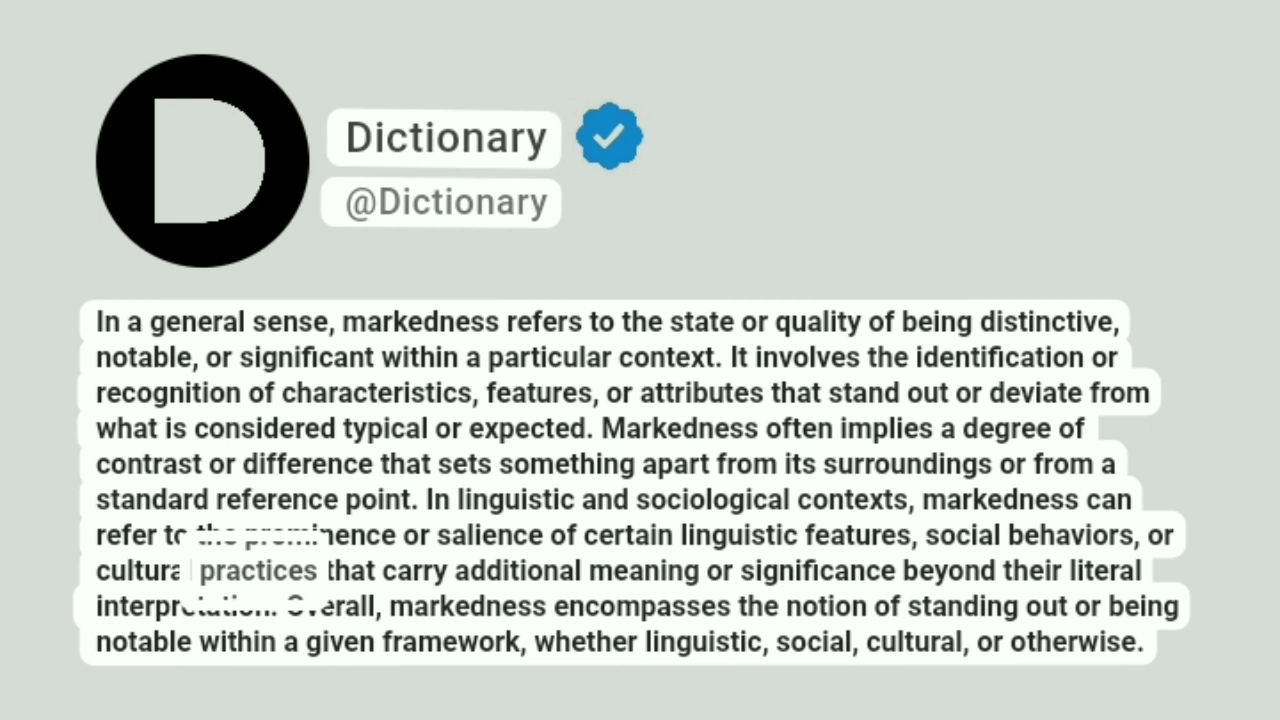 D
Dictionary
@Dictionary
In a general sense, markedness refers to the state or quality of being distinctive,
notable, or significant within a particular context. It involves the identification or
recognition of characteristics, features, or attributes that stand out or deviate from
what is considered typical or expected. Markedness often implies a degree of
contrast or difference that sets something apart from its surroundings or from a
standard reference point. In linguistic and sociological contexts, markedness can
refer to the prominence or salience of certain linguistic features, social behaviors, or
cultural practices that carry additional meaning or significance beyond their literal
interpretation. Overall, markedness encompasses the notion of standing out or being
notable within a given framework, whether linguistic, social, cultural, or otherwise.